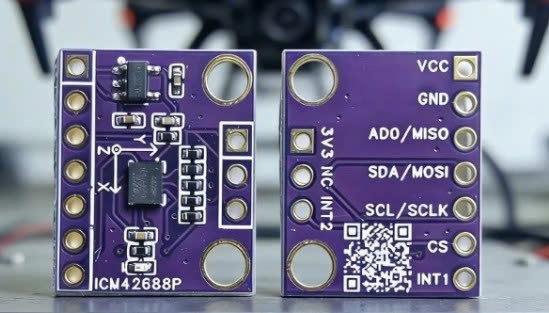 Y
Z
X
ICM42688P
VCC
GND
AD0/MISO
SDA/MOSI
SCL/SCLK
CS
INT1
3V3 NC INT2